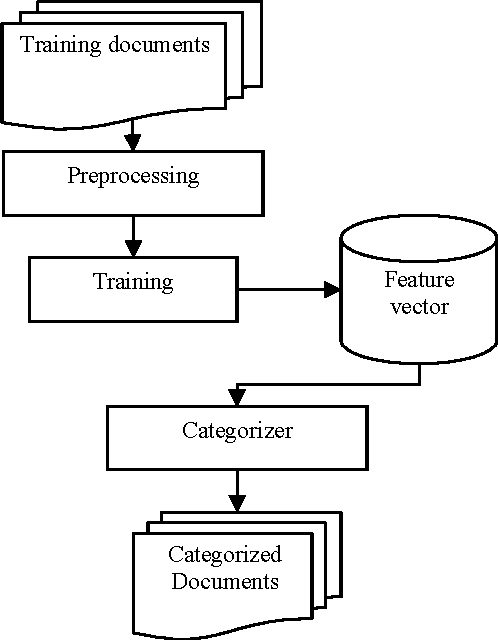 Training documents
Preprocessing
Training
Feature
vector
Categorizer
Categorized
Documents